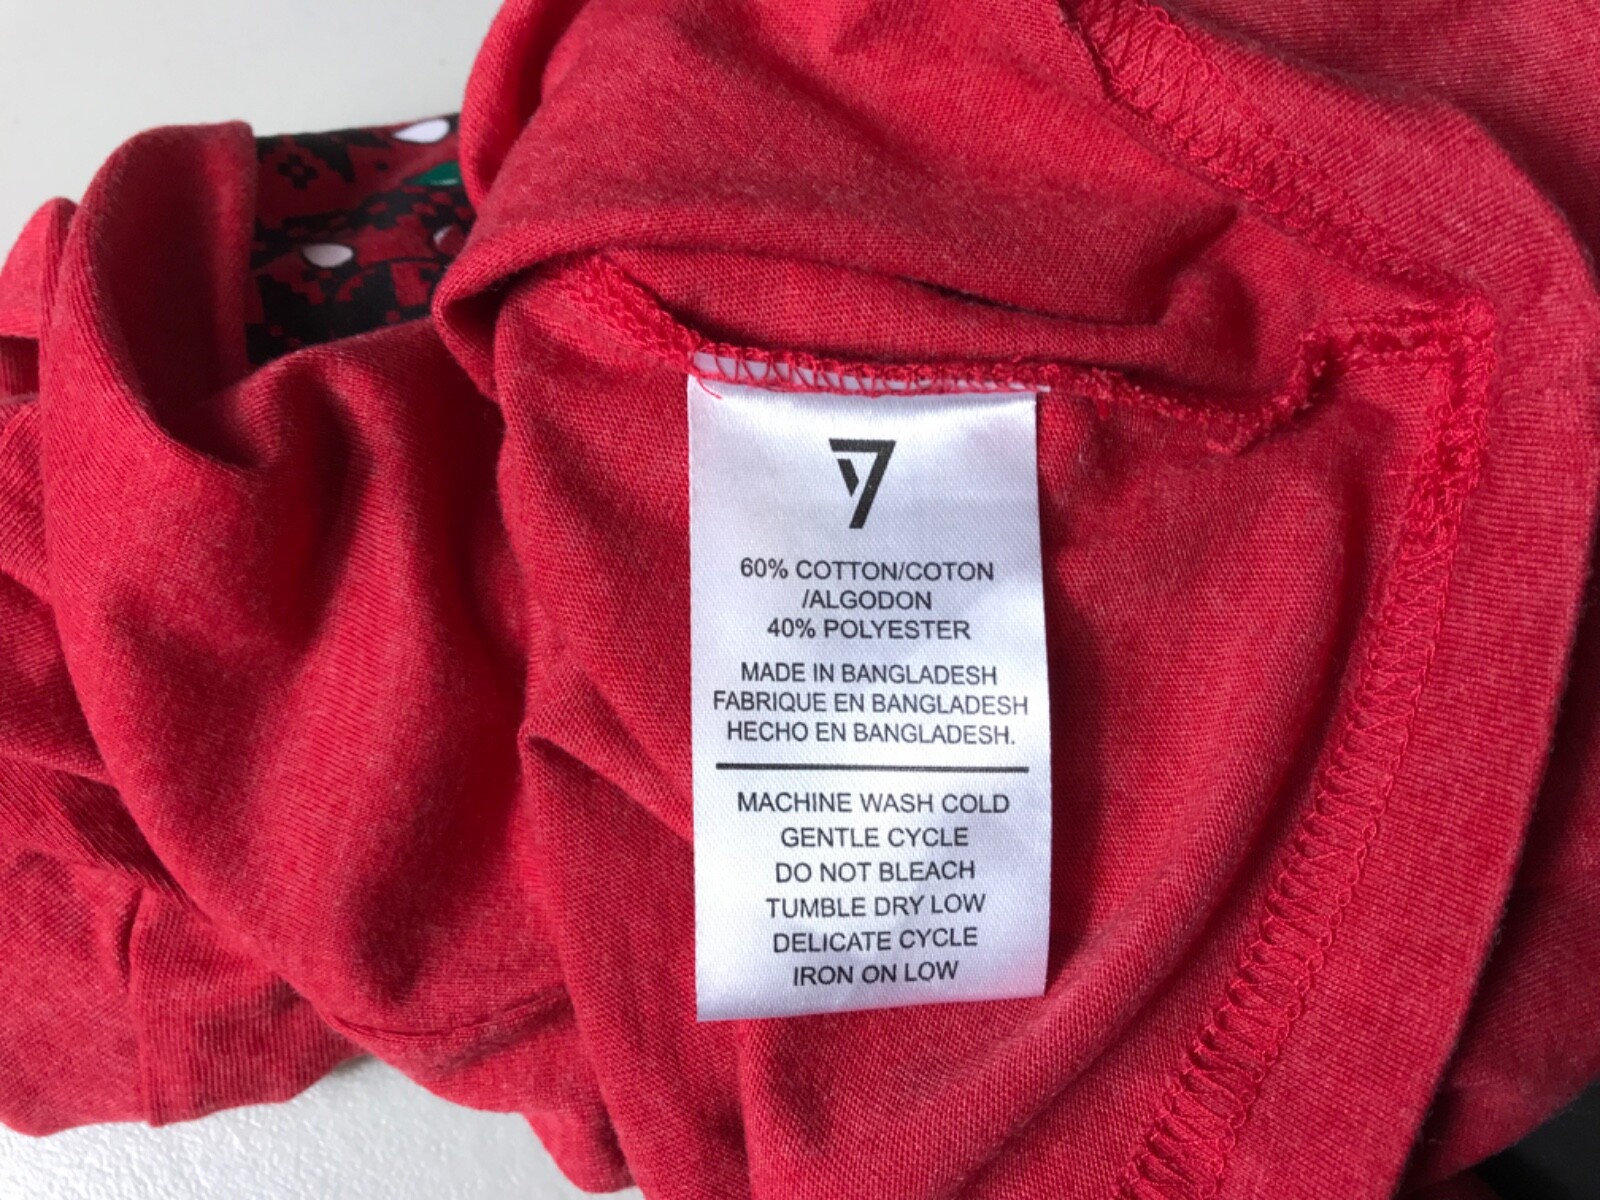 7
60% COTTON/COTON
/ALGODON
40% POLYESTER
MADE IN BANGLADESH
FABRIQUE EN BANGLADESH
HECHO EN BANGLADESH.
MACHINE WASH COLD
GENTLE CYCLE
DO NOT BLEACH
TUMBLE DRY LOW
DELICATE CYCLE
IRON ON LOW